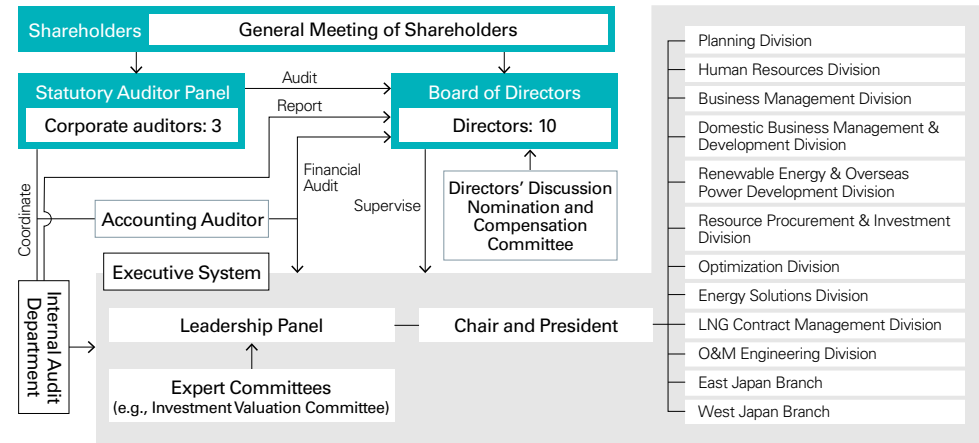 Shareholders
General Meeting of Shareholders
Statutory Auditor Panel
Corporate auditors: 3
Audit
Report
Board of Directors
Directors: 10
Financial
Audit
Supervise
Coordinate
Accounting Auditor
Directors’ Discussion
Nomination and
Compensation
Committee
Executive System
Internal Audit
Department
Leadership Panel
Chair and President
Expert Committees
(e.g., Investment Valuation Committee)
Planning Division
Human Resources Division
Business Management Division
Domestic Business Management &
Development Division
Renewable Energy & Overseas
Power Development Division
Resource Procurement & Investment
Division
Optimization Division
Energy Solutions Division
LNG Contract Management Division
O&M Engineering Division
East Japan Branch
West Japan Branch